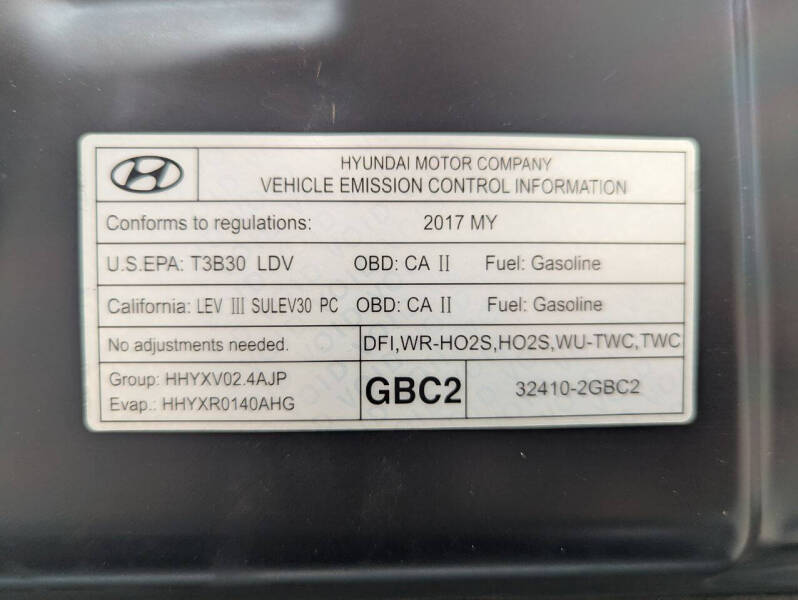 HYUNDAI MOTOR COMPANY
VEHICLE EMISSION CONTROL INFORMATION
Conforms to regulations: 2017 MY
U.S.EPA: T3B30 LDV OBD: CA II Fuel: Gasoline
California: LEV III SULEV30 PC OBD: CA II Fuel: Gasoline
No adjustments needed. DFI,WR-HO2S,HO2S,WU-TWC,TWC
Group: HHYXV02.4AJP
Evap.: HHYXR0140AHG
GBC2
32410-2GBC2